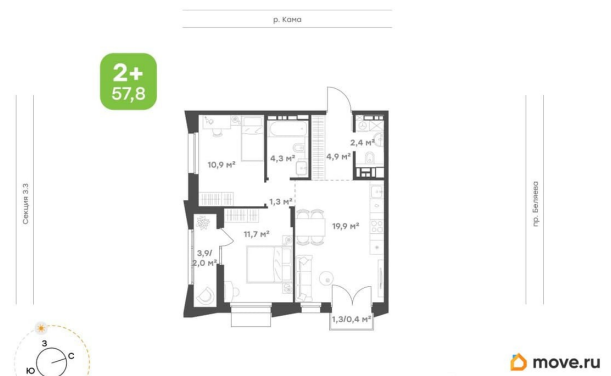 р. Кама
2+
57,8
Секция 3.3
пр. Беляева
10,9 м²
4,3 м²
4,9 м²
2,4 м²
1,3 м²
11,7 м²
19,9 м²
3,9/
2,0 м²
1,3/0,4 м²
З
С
Ю
move.ru